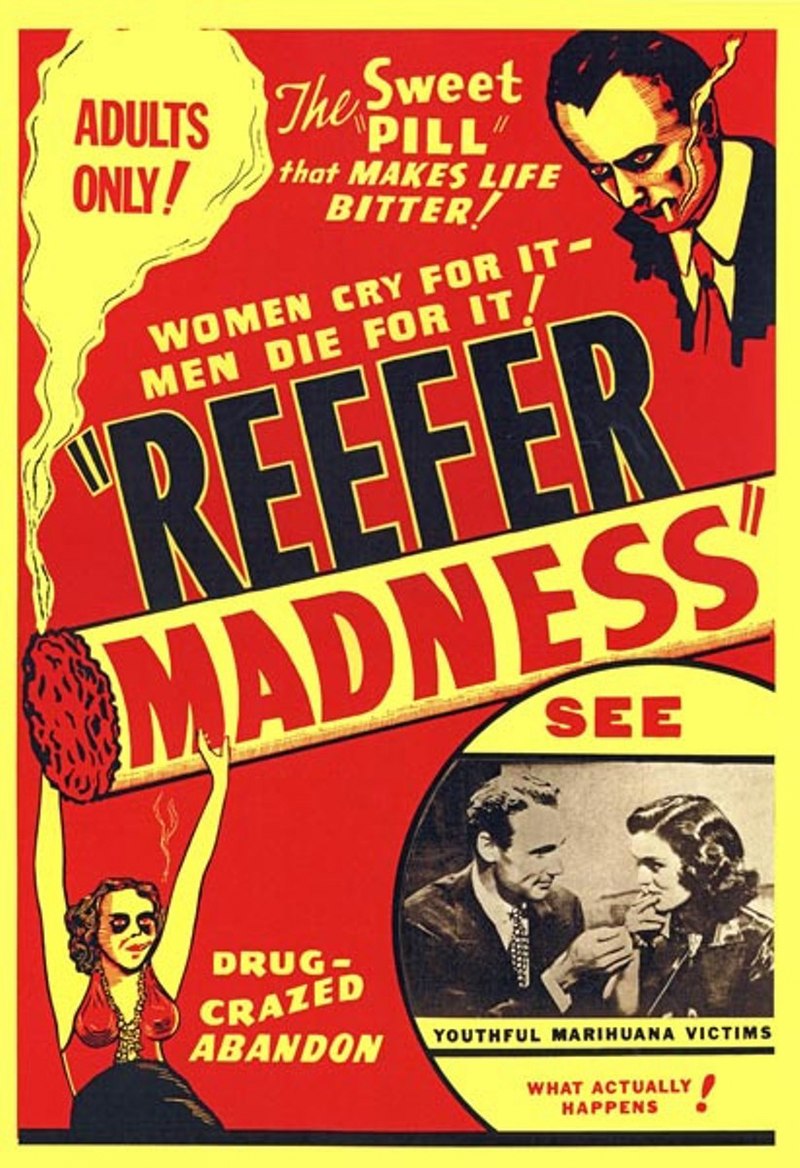 ADULTS
ONLY!
The Sweet
"PILL"
that MAKES LIFE
BITTER!
WOMEN CRY FOR IT-
MEN DIE FOR IT!
"REEFER
MADNESS"
SEE
DRUG-
CRAZED
ABANDON
YOUTHFUL MARIHUANA VICTIMS
WHAT ACTUALLY
HAPPENS!